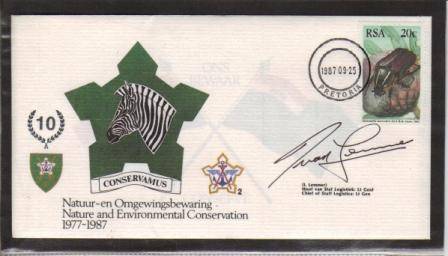 RSA 20c
1987-09-25
PRETORIA
10
A
CONSERVAMUS
2
(I. Lemmer)
Hoof van Staf Logistiek: Lt Genl
Chief of Staff Logistics: Lt Gen
Natuur-en Omgewingsbewaring
Nature and Environmental Conservation
1977-1987